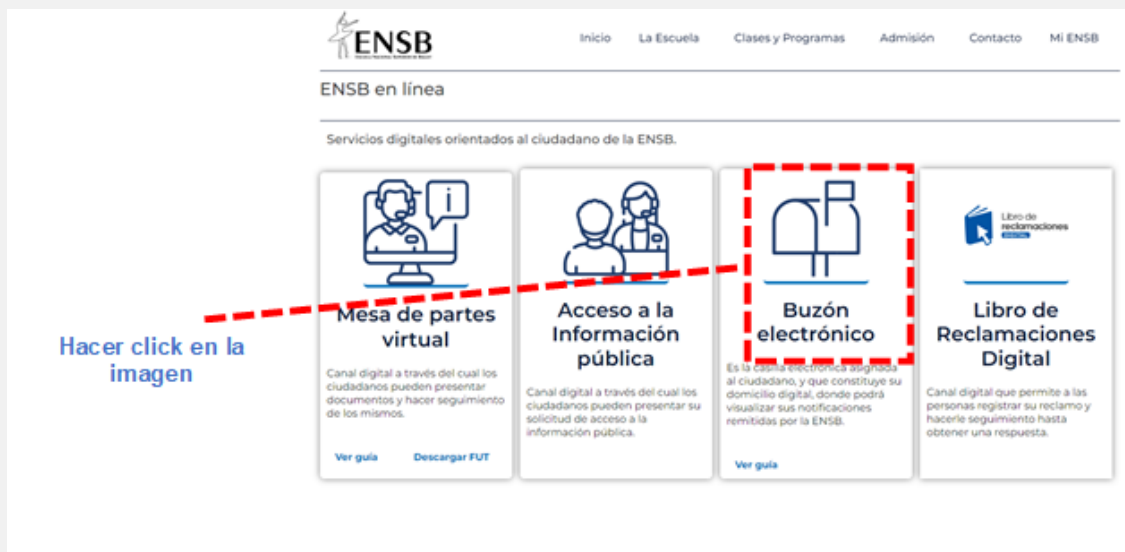 ENSB
ESCUELA NACIONAL SUPERIOR DE BALLET
Inicio La Escuela Clases y Programas Admisión Contacto Mi ENSB
ENSB en línea
Servicios digitales orientados al ciudadano de la ENSB.
Mesa de partes
virtual
Canal digital a través del cual los
ciudadanos pueden presentar
documentos y hacer seguimiento
de los mismos.
Ver guía Descargar FUT
Acceso a la
Información
pública
Canal digital a través del cual los
ciudadanos pueden presentar su
solicitud de acceso a la
información pública.
Buzón
electrónico
Es la casilla electrónica asignada
al ciudadano, y que constituye su
domicilio digital, donde podrá
visualizar sus notificaciones
remitidas por la ENSB.
Ver guía
Libro de
reclamaciones
DIGITAL
Libro de
Reclamaciones
Digital
Canal digital que permite a las
personas registrar su reclamo y
hacerle seguimiento hasta
obtener una respuesta.
Hacer click en la
imagen